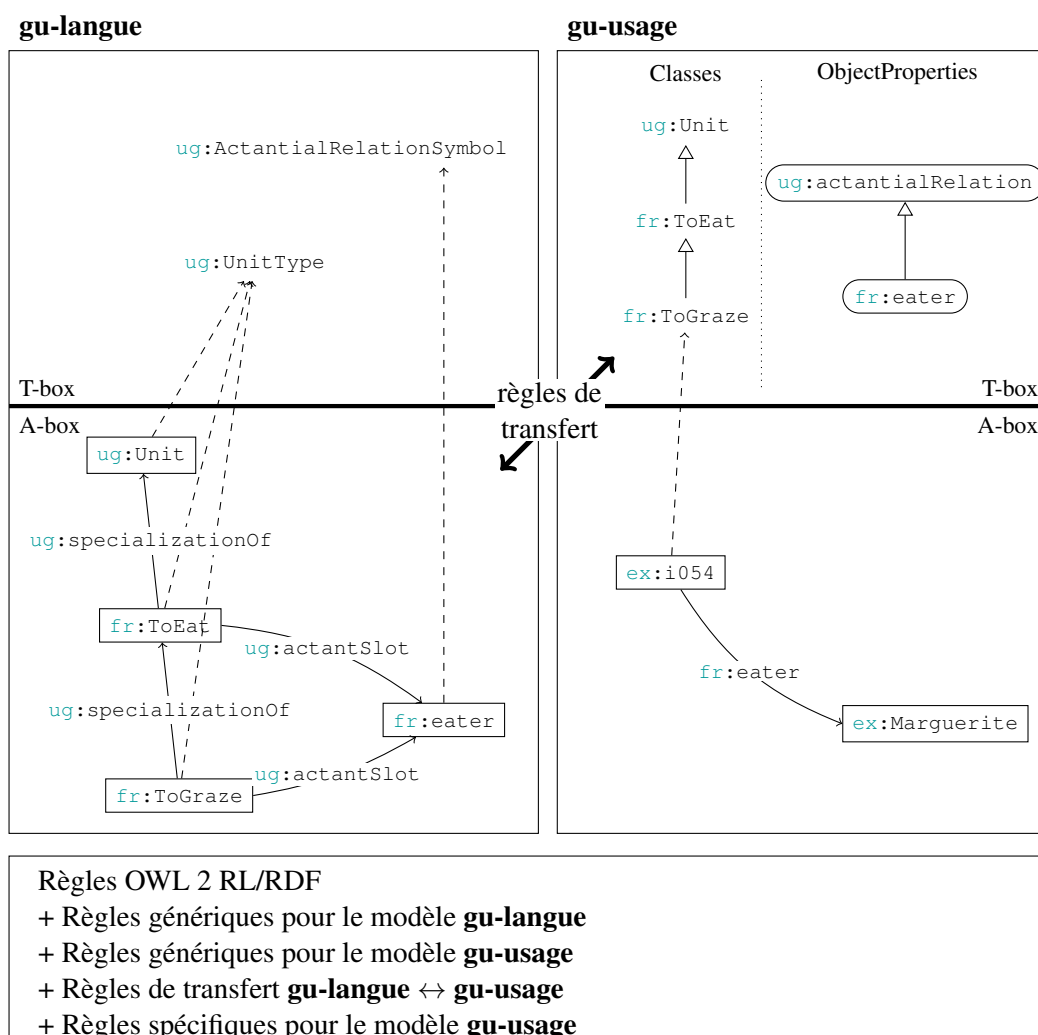 gu-langue
ug:ActantialRelationSymbol
ug:UnitType
T-box
A-box
ug:Unit
ug:specializationOf
fr:ToEat
ug:actantSlot
ug:specializationOf
fr:eater
ug:actantSlot
fr:ToGraze
règles de
transfert
gu-usage
Classes
ObjectProperties
ug:Unit
ug:actantialRelation
fr:ToEat
fr:eater
fr:ToGraze
T-box
A-box
ex:i054
fr:eater
ex:Marguerite
Règles OWL 2 RL/RDF
+ Règles génériques pour le modèle gu-langue
+ Règles génériques pour le modèle gu-usage
+ Règles de transfert gu-langue ↔ gu-usage
+ Règles spécifiques pour le modèle gu-usage